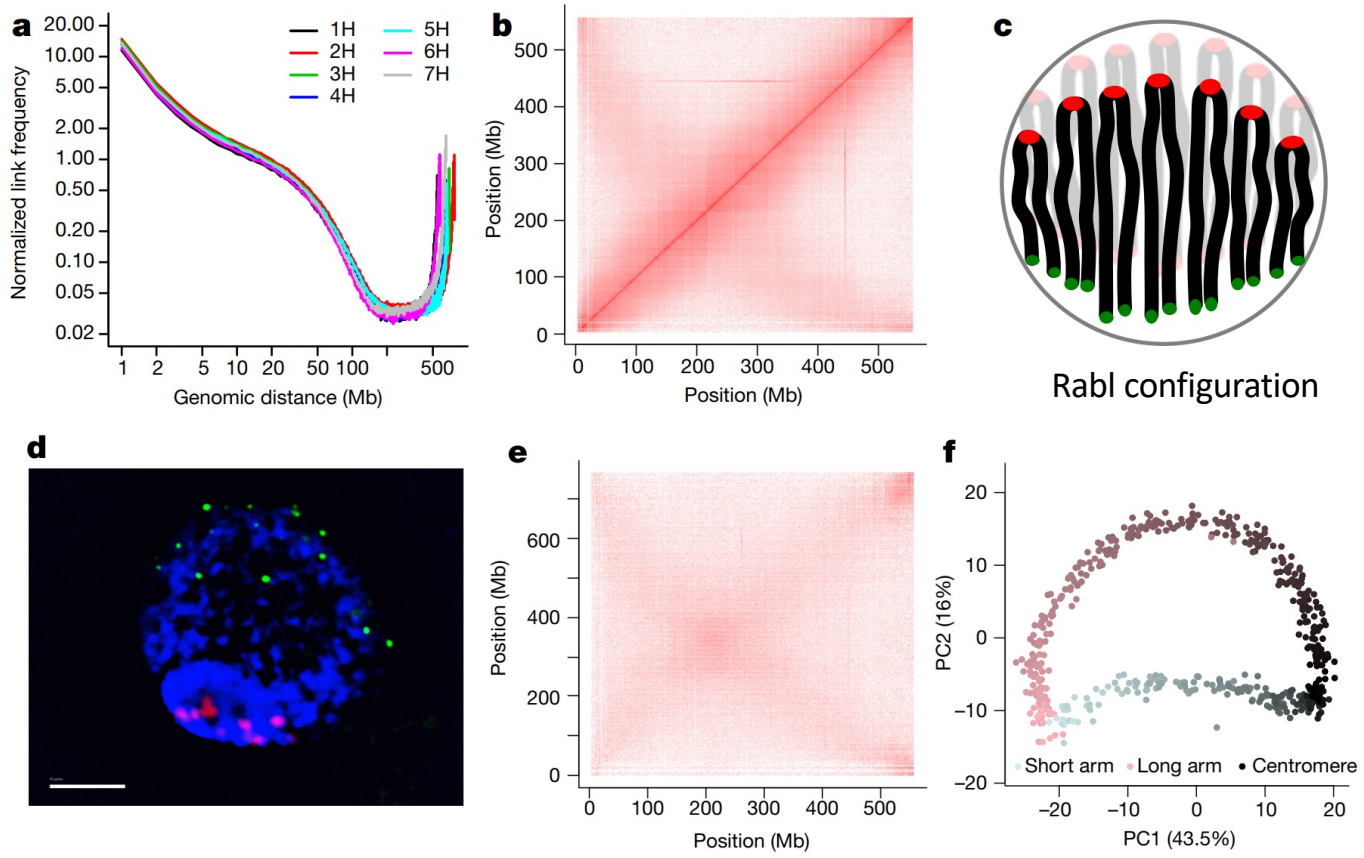 a
20.00
10.00
5.00
2.00
1.00
0.50
0.20
0.10
0.05
0.02
Normalized link frequency
1H
2H
3H
4H
5H
6H
7H
1 2 5 10 20 50 100 500
Genomic distance (Mb)
b
500
400
300
200
100
0
Position (Mb)
0 100 200 300 400 500
Position (Mb)
c
Rabl configuration
d
e
600
400
200
0
Position (Mb)
0 100 200 300 400 500
Position (Mb)
f
20
10
0
−10
−20
PC2 (16%)
Short arm Long arm Centromere
−20 −10 0 10 20
PC1 (43.5%)